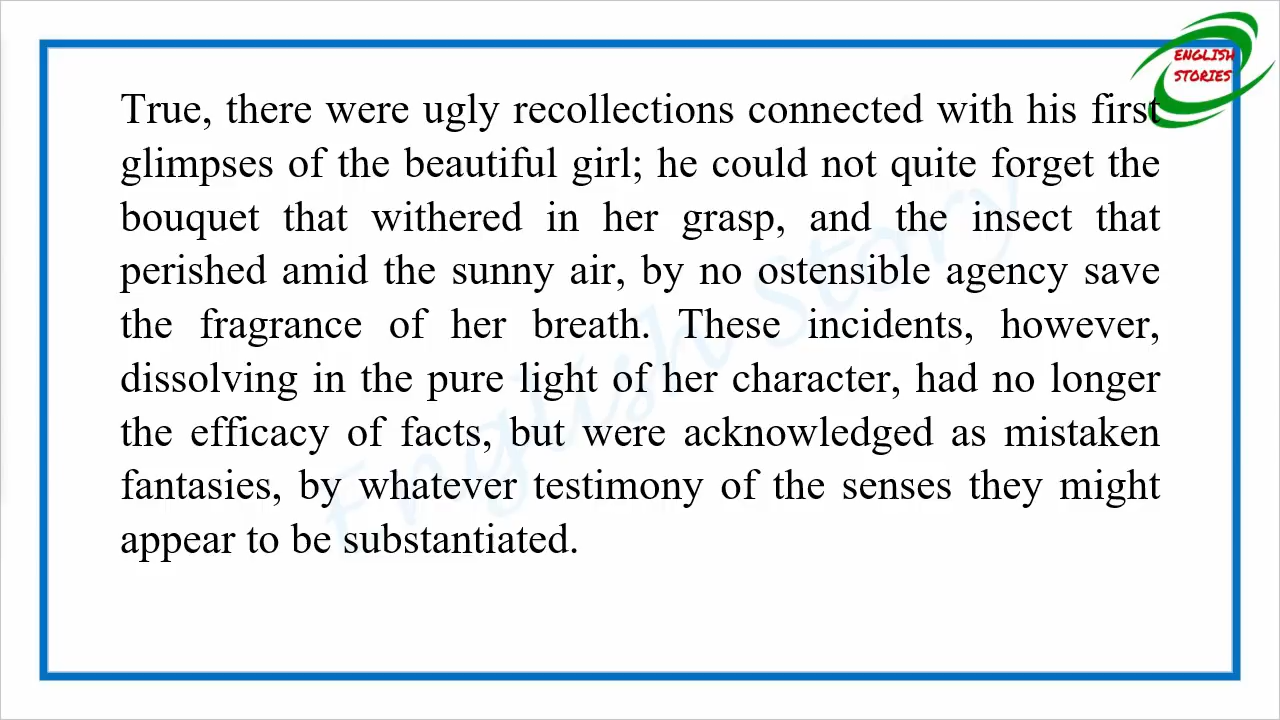 ENGLISH
STORIES
True, there were ugly recollections connected with his first
glimpses of the beautiful girl; he could not quite forget the
bouquet that withered in her grasp, and the insect that
perished amid the sunny air, by no ostensible agency save
the fragrance of her breath. These incidents, however,
dissolving in the pure light of her character, had no longer
the efficacy of facts, but were acknowledged as mistaken
fantasies, by whatever testimony of the senses they might
appear to be substantiated.
English Story